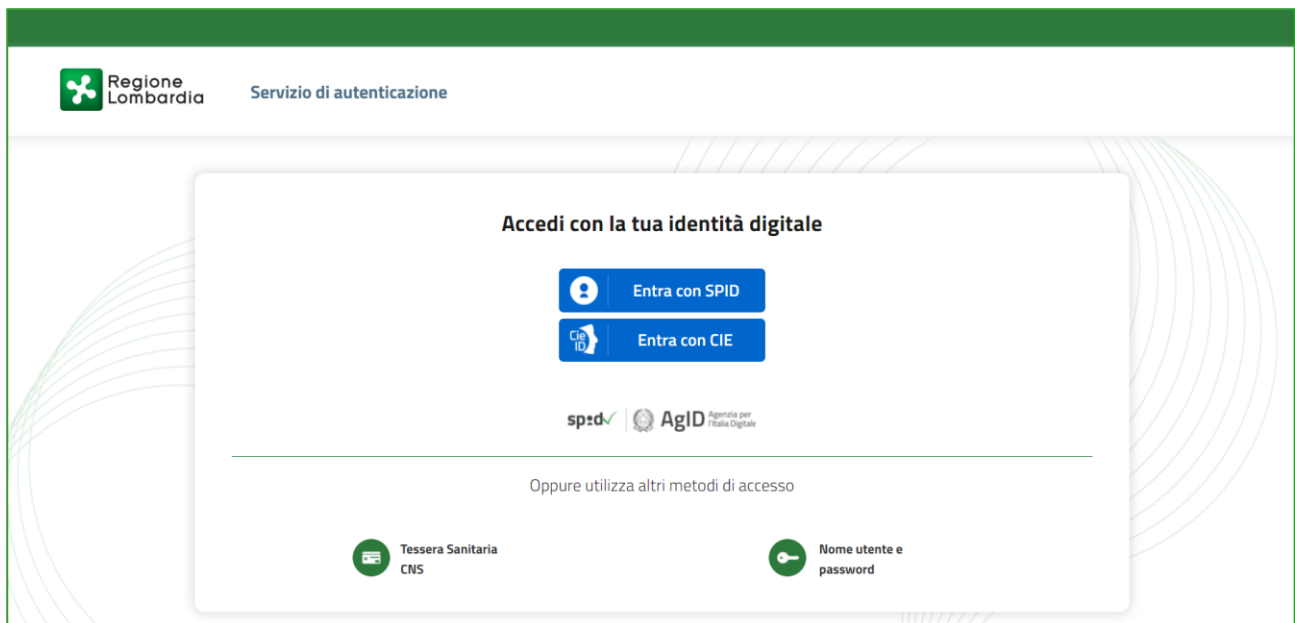 Regione
Lombardia
Servizio di autenticazione
Accedi con la tua identità digitale
Entra con SPID
Cie
ID
Entra con CIE
spid
AgID
Agenzia per
l'Italia Digitale
Oppure utilizza altri metodi di accesso
Tessera Sanitaria
CNS
Nome utente e
password